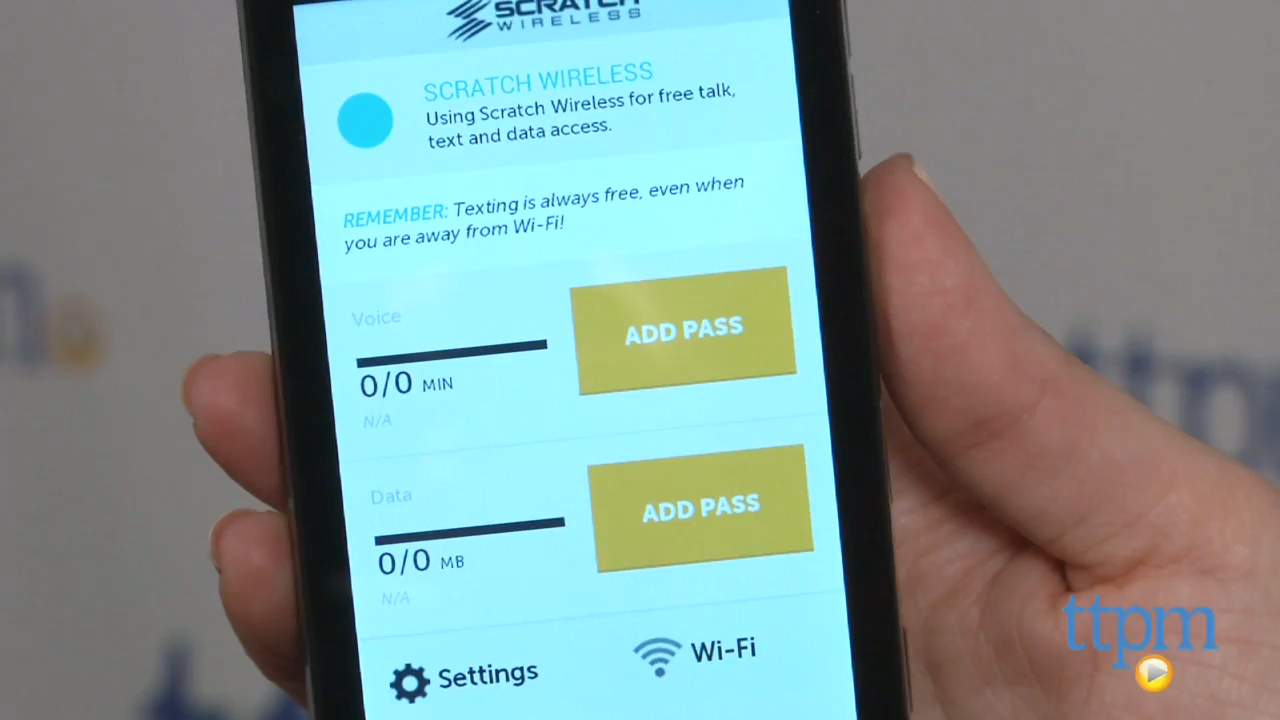 SCRATCH
WIRELESS
SCRATCH WIRELESS
Using Scratch Wireless for free talk,
text and data access.
REMEMBER: Texting is always free, even when
you are away from Wi-Fi!
Voice
ADD PASS
0/0 MIN
N/A
Data
ADD PASS
0/0 MB
N/A
Settings
Wi-Fi
ttpm